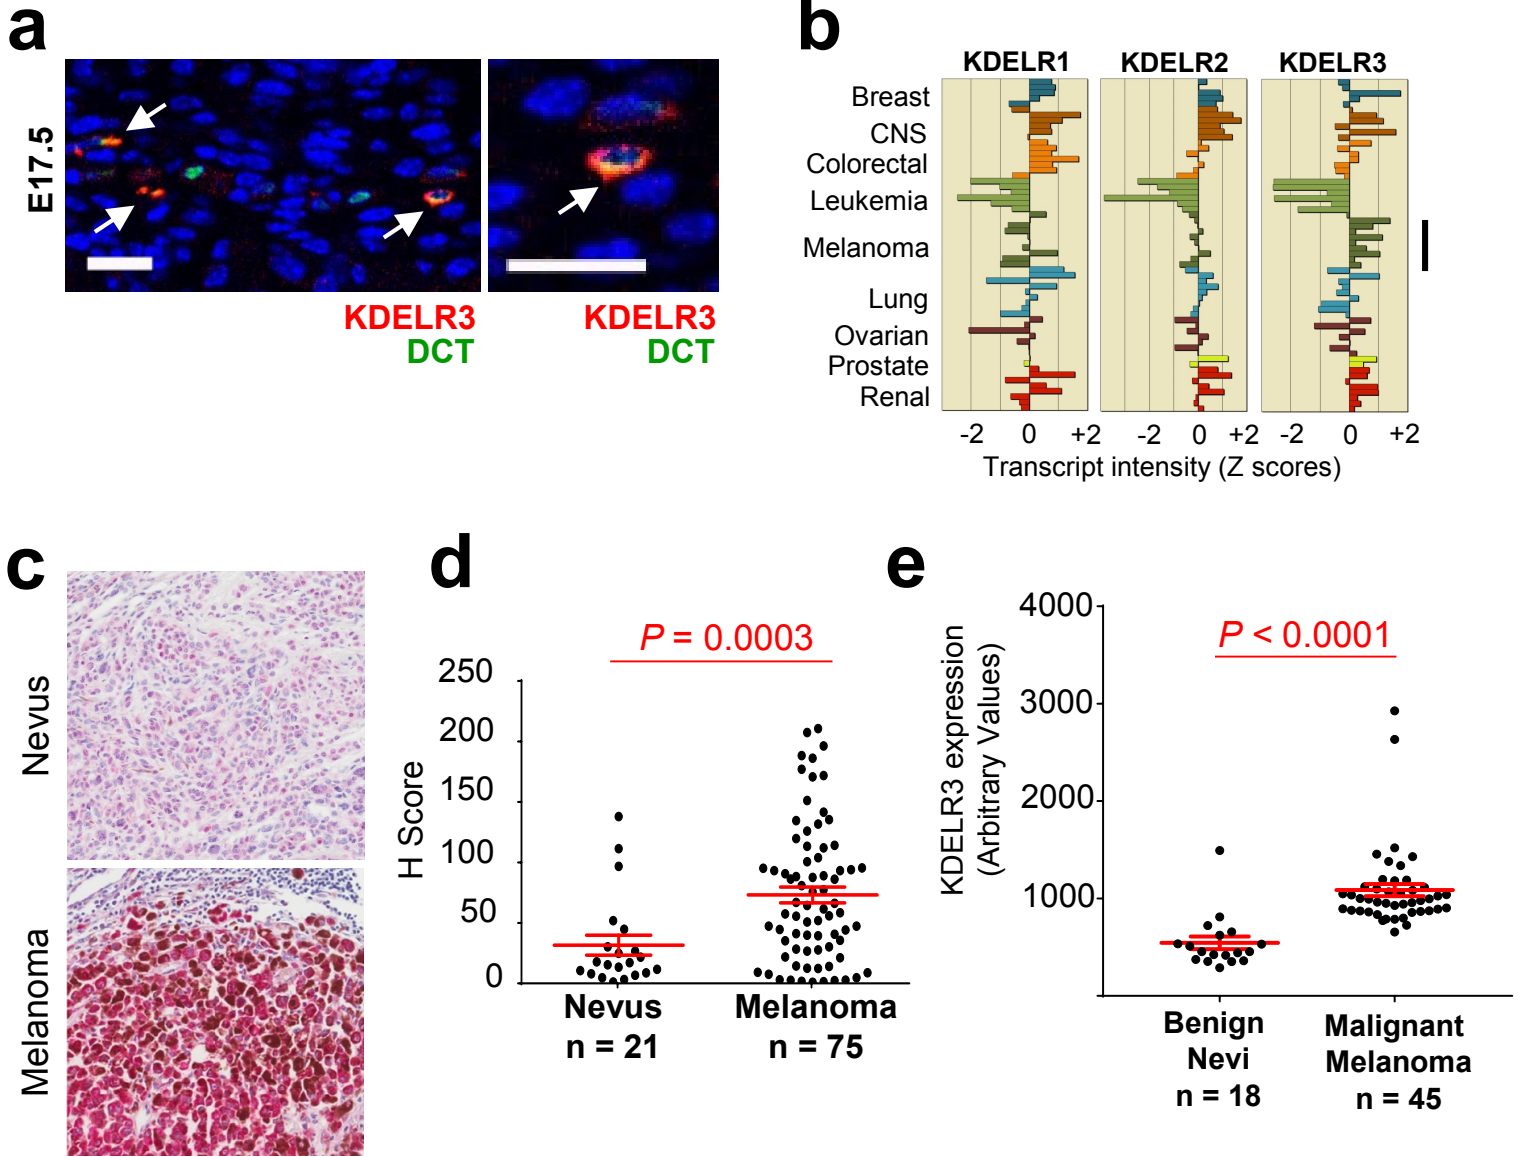 a
E17.5
KDELR3
DCT
KDELR3
DCT
b
KDELR1
KDELR2
KDELR3
Breast
CNS
Colorectal
Leukemia
Melanoma
Lung
Ovarian
Prostate
Renal
-2 0 +2
-2 0 +2
-2 0 +2
Transcript intensity (Z scores)
c
Nevus
Melanoma
d
P = 0.0003
H Score
250
200
150
100
50
0
Nevus
n = 21
Melanoma
n = 75
e
P < 0.0001
KDELR3 expression
(Arbitrary Values)
4000
3000
2000
1000
Benign
Nevi
n = 18
Malignant
Melanoma
n = 45